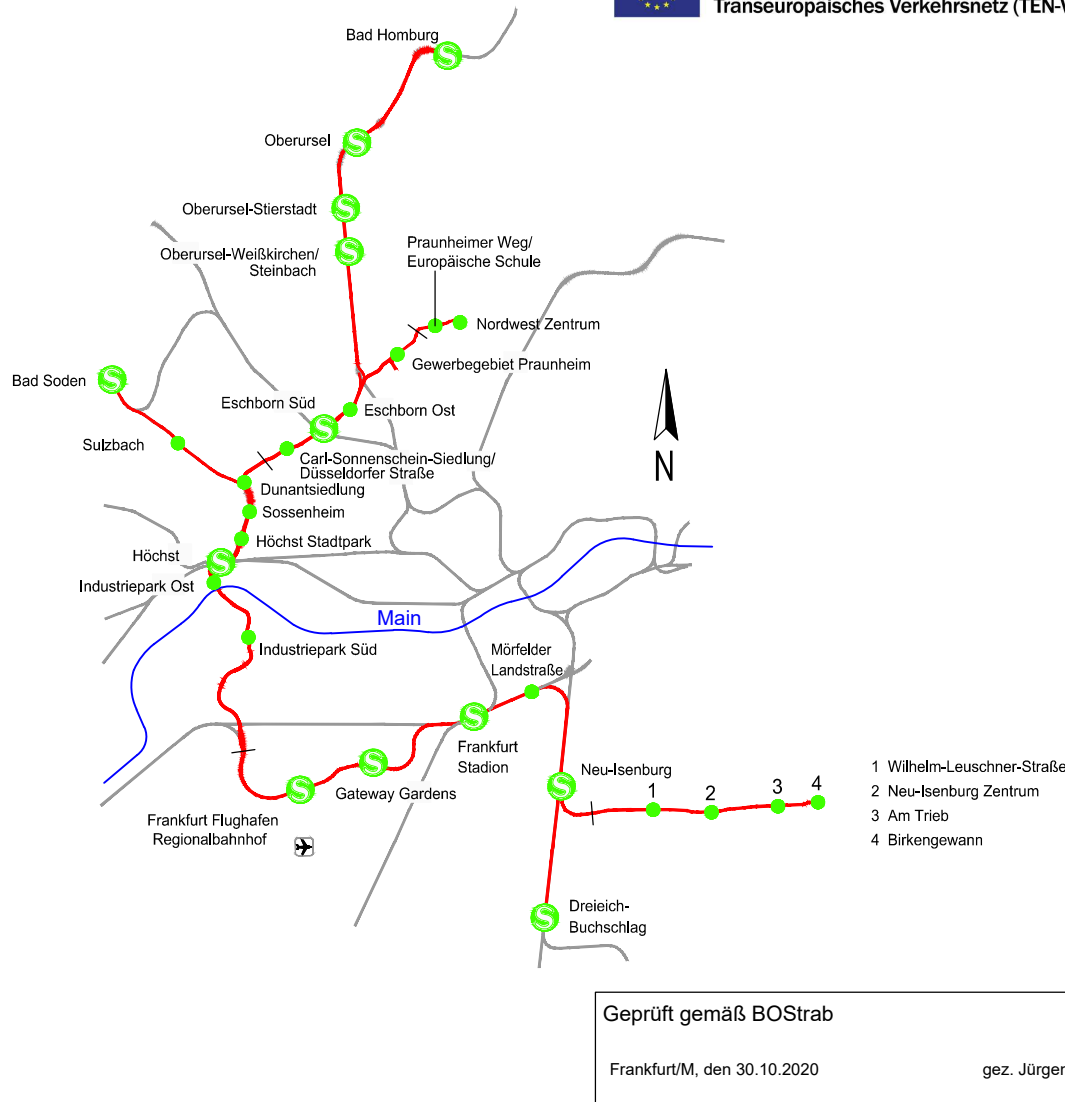 Transeuropäisches Verkehrsnetz (TEN-V
Bad Homburg
Oberursel
Oberursel-Stierstadt
Oberursel-Weißkirchen/
Steinbach
Praunheimer Weg/
Europäische Schule
Nordwest Zentrum
Gewerbegebiet Praunheim
Bad Soden
Eschborn Süd
Eschborn Ost
Sulzbach
Carl-Sonnenschein-Siedlung/
Düsseldorfer Straße
Dunantsiedlung
N
Sossenheim
Höchst Stadtpark
Höchst
Industriepark Ost
Main
Industriepark Süd
Mörfelder
Landstraße
Frankfurt
Stadion
Neu-Isenburg
Gateway Gardens
Frankfurt Flughafen
Regionalbahnhof
1
2
3
4
1 Wilhelm-Leuschner-Straße
2 Neu-Isenburg Zentrum
3 Am Trieb
4 Birkengewann
Dreieich-
Buchschlag
Geprüft gemäß BOStrab
Frankfurt/M, den 30.10.2020 gez. Jürgen